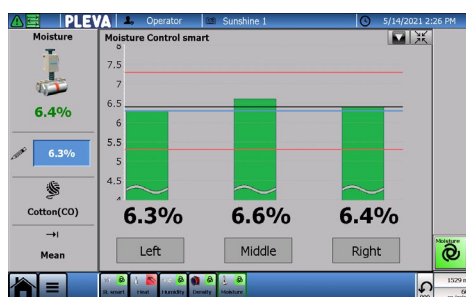 PLEVA
Operator
Sunshine 1
5/14/2021 2:26 PM
Moisture
Moisture Control smart
8
7.5
7
6.5
6
5.5
5
4.5
6.4%
6.3%
Cotton(CO)
Mean
6.3%
6.6%
6.4%
Left
Middle
Right
Moisture
Heat
Humidity
Density
Moisture
1529